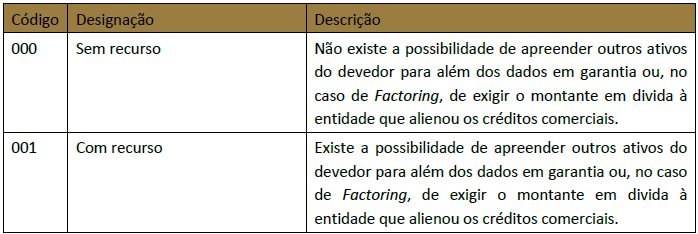 Código Designação Descrição
000 Sem recurso Não existe a possibilidade de apreender outros ativos
do devedor para além dos dados em garantia ou, no
caso de Factoring, de exigir o montante em divida à
entidade que alienou os créditos comerciais.
001 Com recurso Existe a possibilidade de apreender outros ativos do
devedor para além dos dados em garantia ou, no caso
de Factoring, de exigir o montante em divida à
entidade que alienou os créditos comerciais.